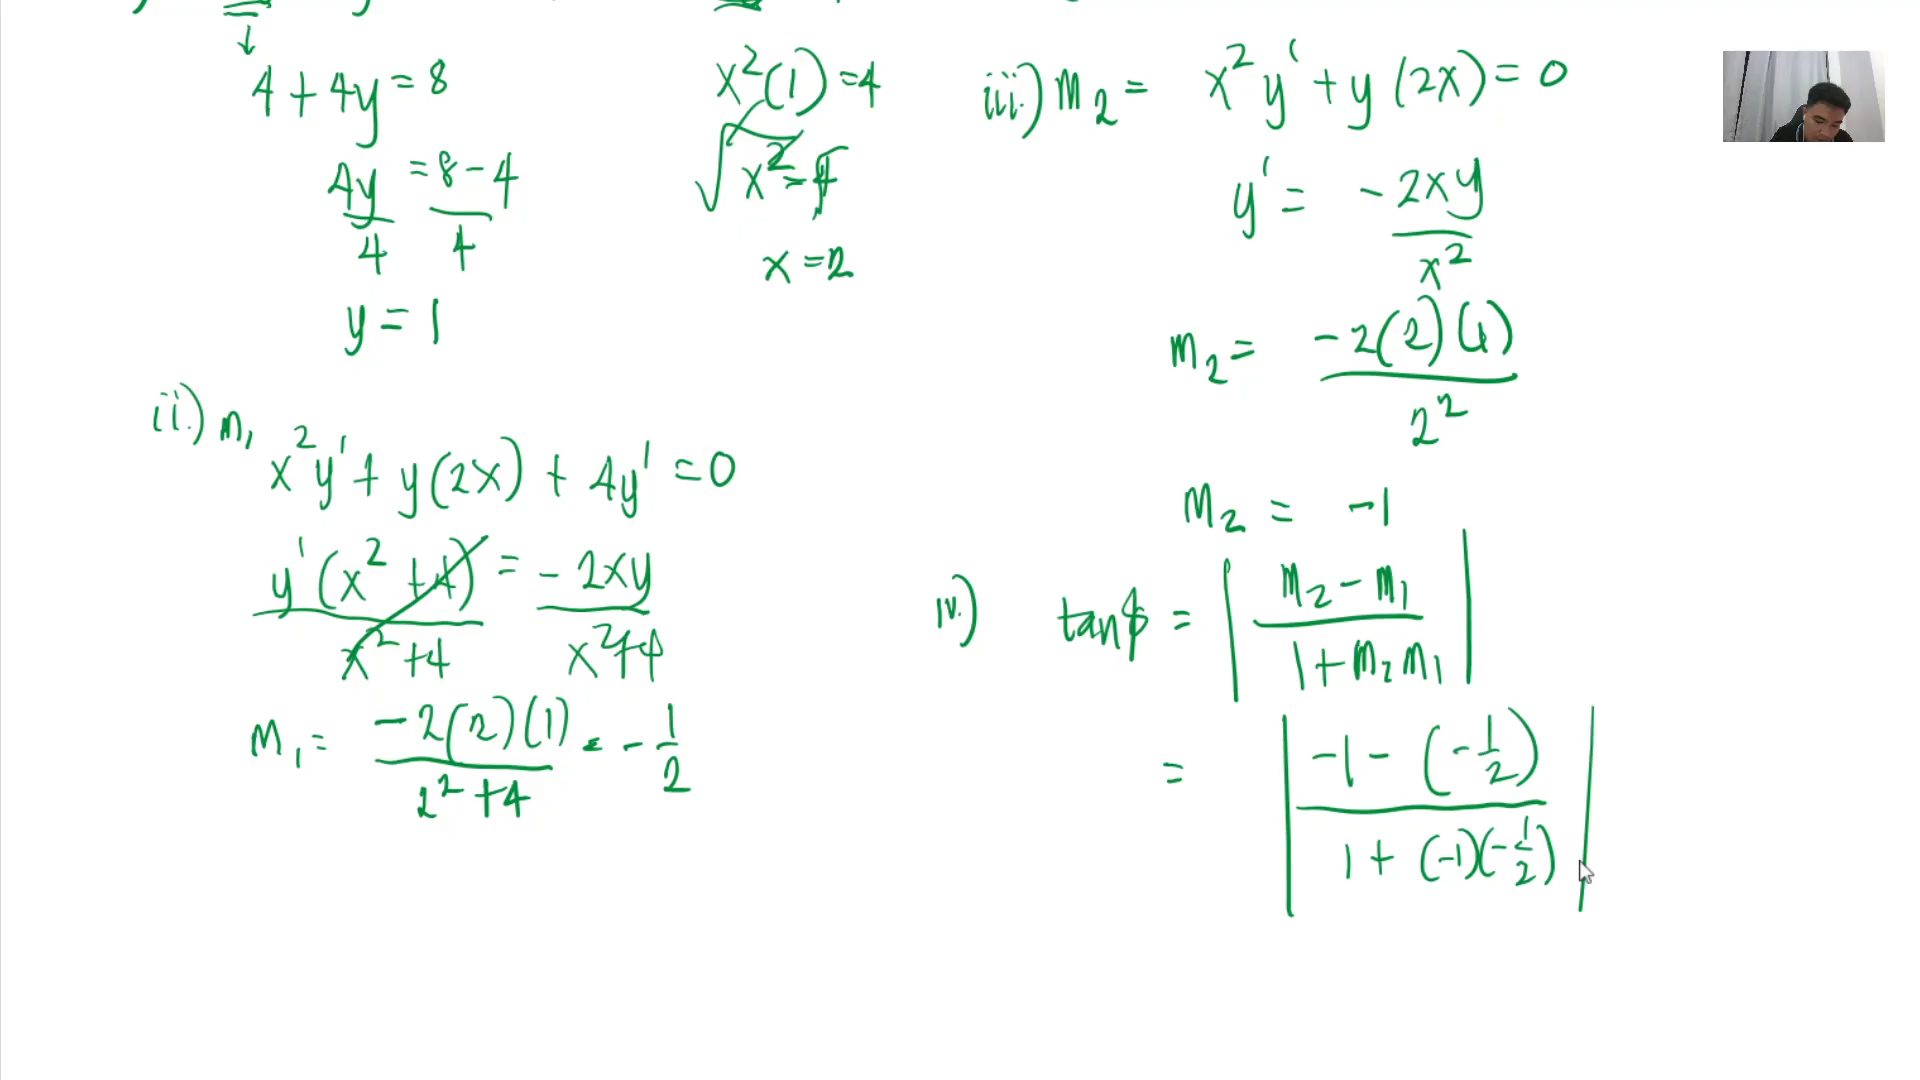 4 + 4y = 8
4y = 8 - 4
4 4
y = 1
x²(1) = 4
√x² = √4
x = 2
ii.) m₁
x²y' + y(2x) + 4y' = 0
y'(x² + 4) = - 2xy
x² + 4 x² + 4
m₁ = -2(2)(1) = - 1/2
2² + 4
iii.) m₂ = x²y' + y(2x) = 0
y' = - 2xy
x²
m₂ = -2(2)(1)
2²
m₂ = -1
iv.) tanφ = | m₂ - m₁ |
1 + m₂m₁
= | -1 - (-1/2) |
1 + (-1)(-1/2)